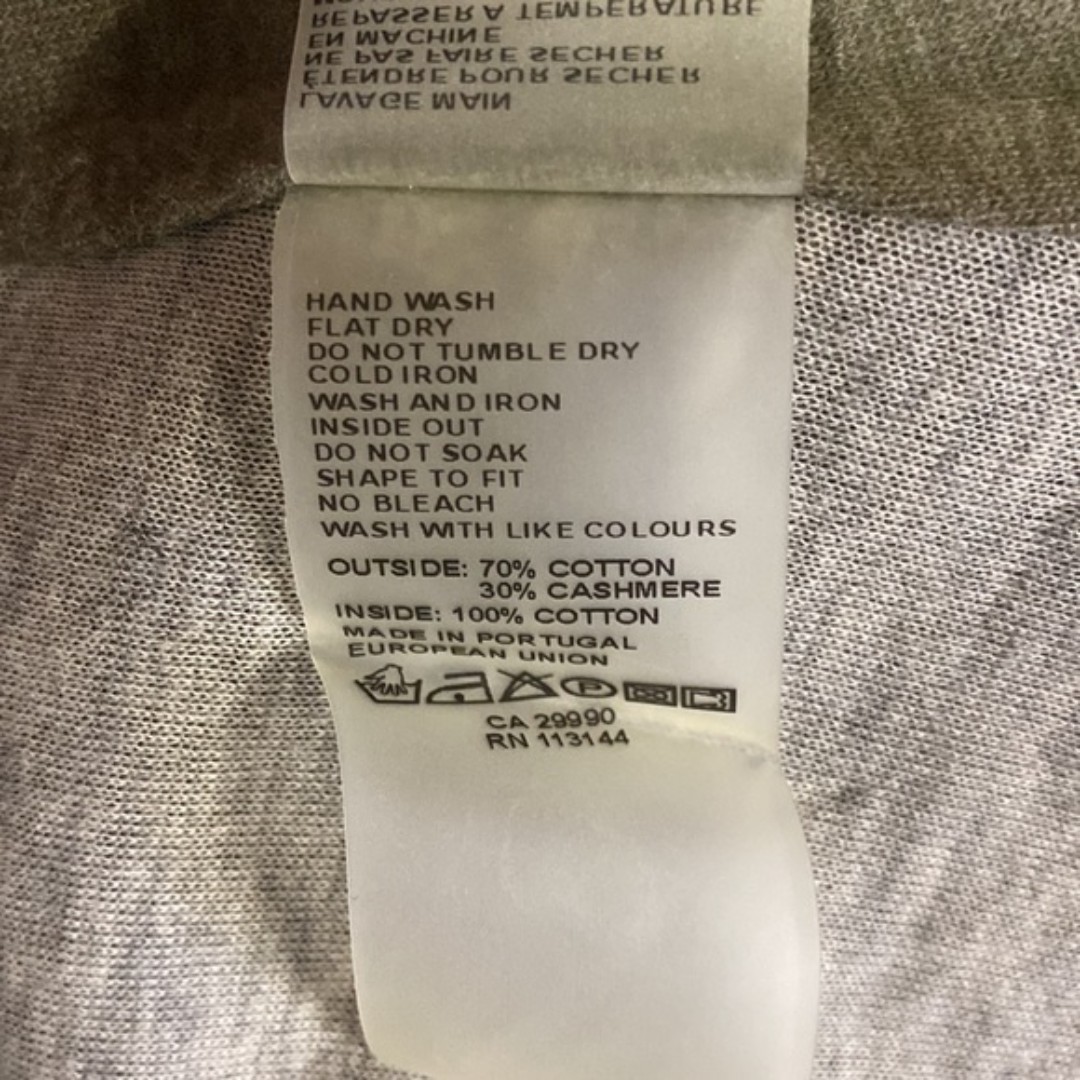 REPASSER A TEMPERATURE
EN MACHINE
NE PAS FAIRE SECHER
ÉTENDRE POUR SECHER
LAVAGE MAIN
HAND WASH
FLAT DRY
DO NOT TUMBLE DRY
COLD IRON
WASH AND IRON
INSIDE OUT
DO NOT SOAK
SHAPE TO FIT
NO BLEACH
WASH WITH LIKE COLOURS
OUTSIDE: 70% COTTON
30% CASHMERE
INSIDE: 100% COTTON
MADE IN PORTUGAL
EUROPEAN UNION
P
CA 29990
RN 113144